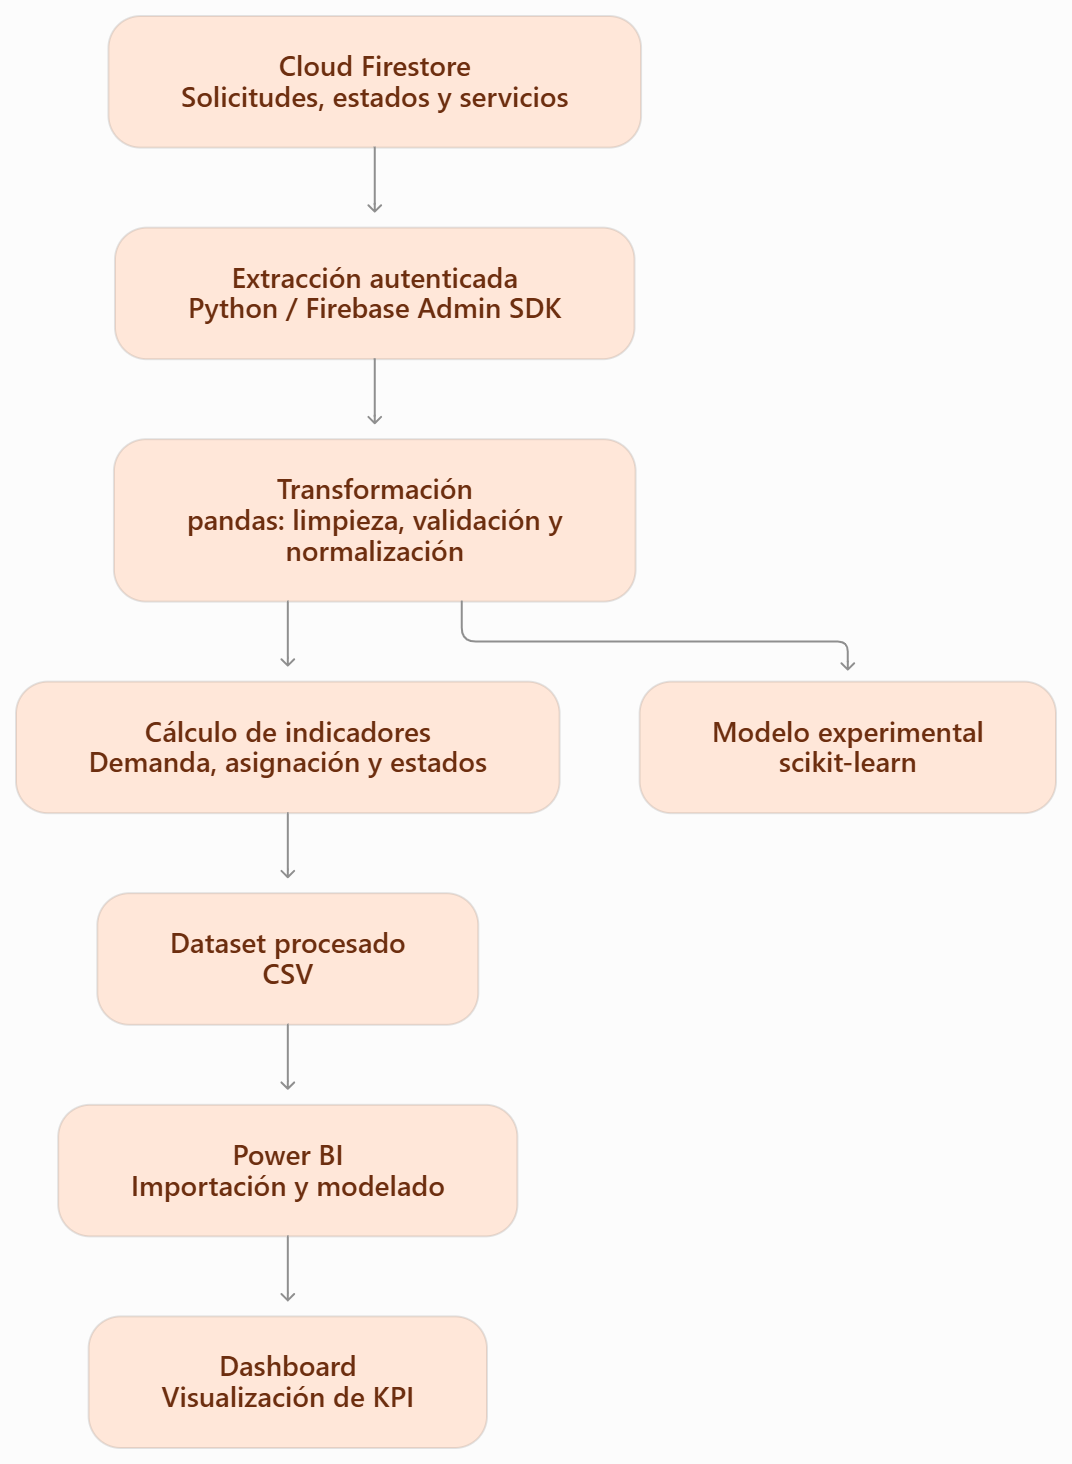 Cloud Firestore
Solicitudes, estados y servicios
Extracción autenticada
Python / Firebase Admin SDK
Transformación
pandas: limpieza, validación y
normalización
Cálculo de indicadores
Demanda, asignación y estados
Modelo experimental
scikit-learn
Dataset procesado
CSV
Power BI
Importación y modelado
Dashboard
Visualización de KPI